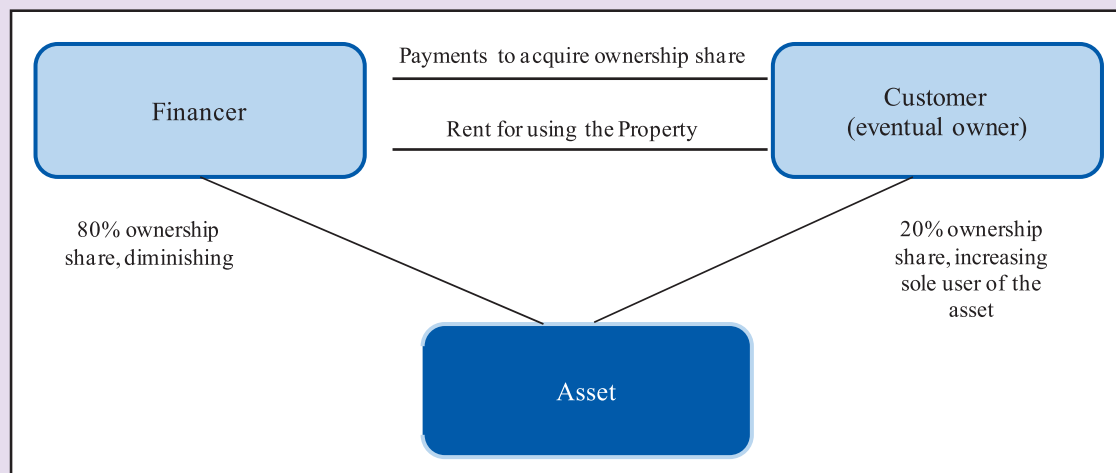 Payments to acquire ownership share
Financer
Customer
(eventual owner)
Rent for using the Property
80% ownership
share, diminishing
20% ownership
share, increasing
sole user of the
asset
Asset